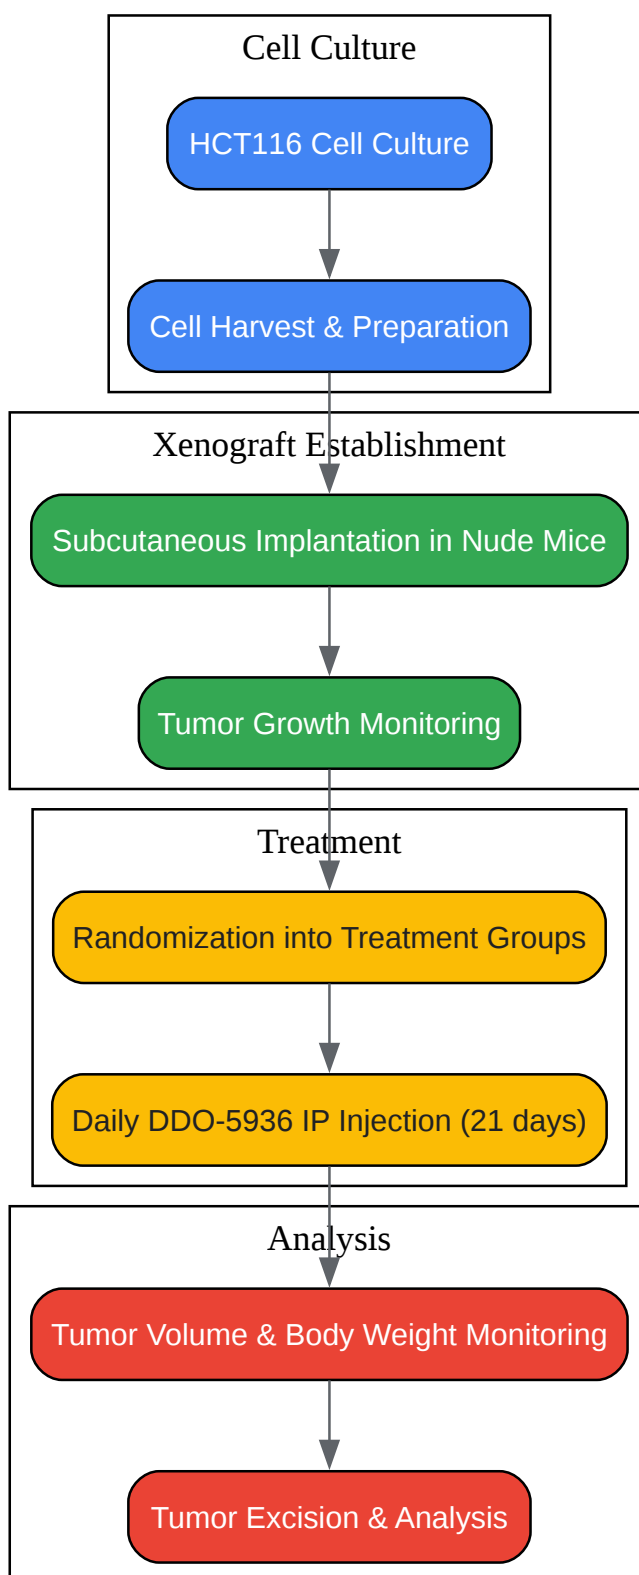 Cell Culture
HCT116 Cell Culture
Cell Harvest & Preparation
Xenograft Establishment
Subcutaneous Implantation in Nude Mice
Tumor Growth Monitoring
Treatment
Randomization into Treatment Groups
Daily DDO-5936 IP Injection (21 days)
Analysis
Tumor Volume & Body Weight Monitoring
Tumor Excision & Analysis